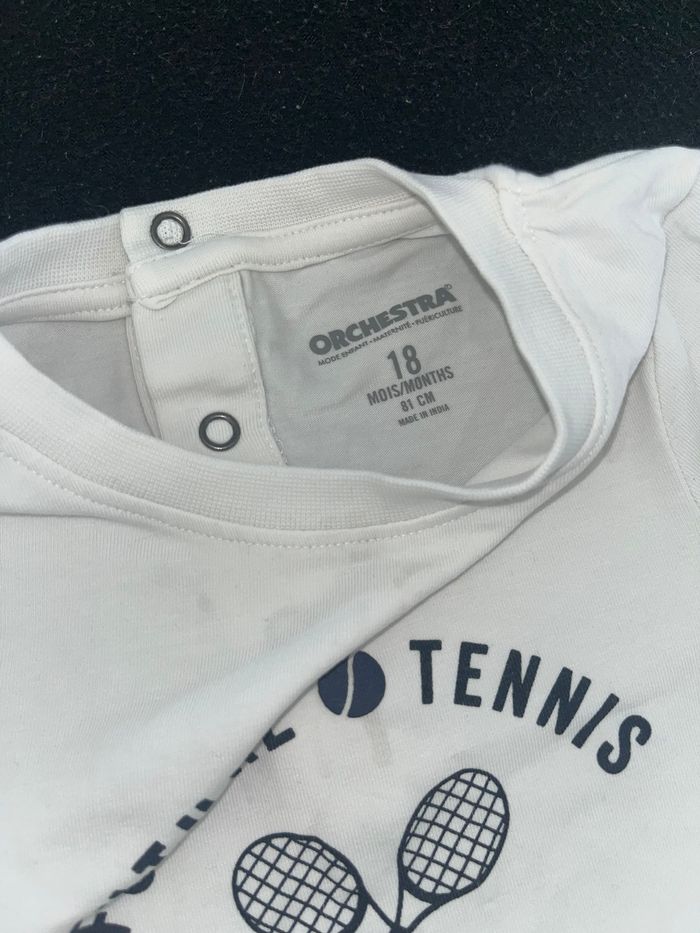 ORCHESTRA
MODE ENFANT - MATERNITÉ - PUÉRICULTURE
18
MOIS/MONTHS
81 CM
MADE IN INDIA
TENNIS